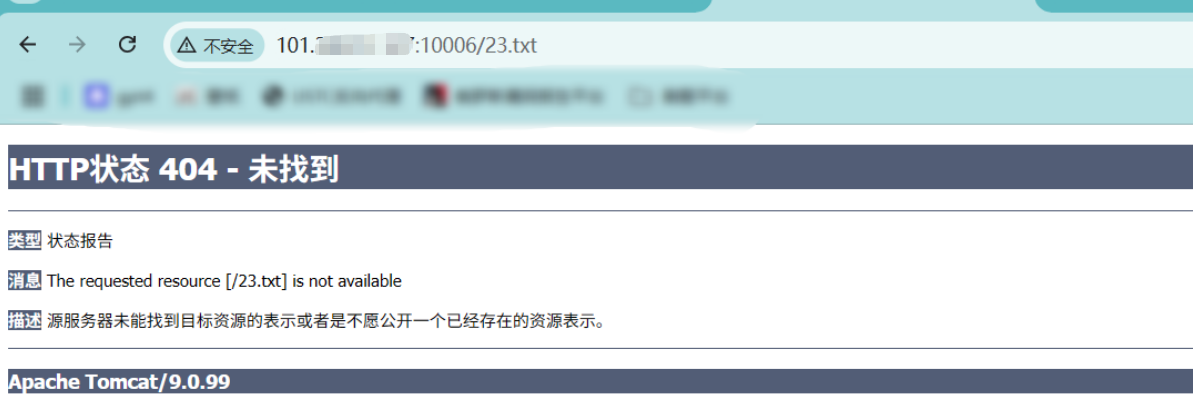 不安全 101. :10006/23.txt
HTTP状态 404 - 未找到
类型 状态报告
消息 The requested resource [/23.txt] is not available
描述 源服务器未能找到目标资源的表示或者是不愿公开一个已经存在的资源表示。
Apache Tomcat/9.0.99